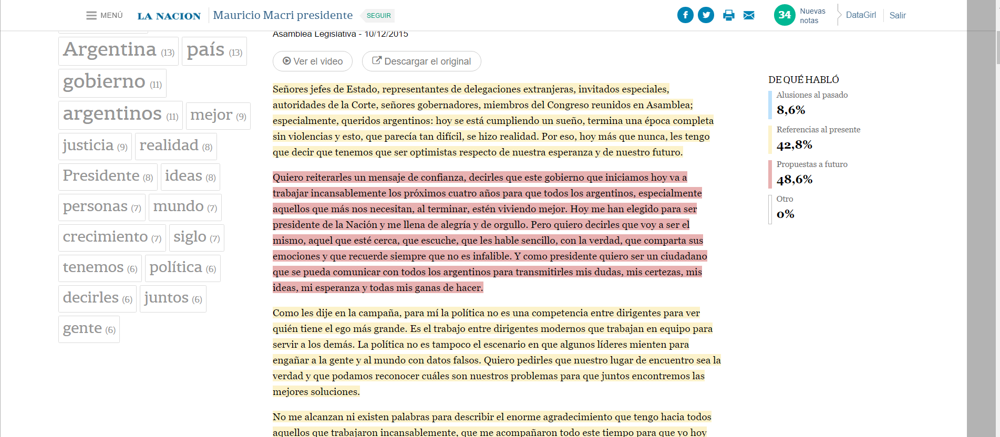 MENÚ
LA NACION
Mauricio Macri presidente
SEGUIR
34
Nuevas
notas
DataGirl
Salir
Argentina (13)
país (13)
gobierno (11)
argentinos (11)
mejor (9)
justicia (9)
realidad (8)
Presidente (8)
ideas (8)
personas (7)
mundo (7)
crecimiento (7)
siglo (7)
tenemos (6)
política (6)
decirles (6)
juntos (6)
gente (6)
Asamblea Legislativa - 10/12/2015
Ver el video
Descargar el original
Señores jefes de Estado, representantes de delegaciones extranjeras, invitados especiales,
autoridades de la Corte, señores gobernadores, miembros del Congreso reunidos en Asamblea;
especialmente, queridos argentinos: hoy se está cumpliendo un sueño, termina una época completa
sin violencias y esto, que parecía tan difícil, se hizo realidad. Por eso, hoy más que nunca, les tengo
que decir que tenemos que ser optimistas respecto de nuestra esperanza y de nuestro futuro.
Quiero reiterarles un mensaje de confianza, decirles que este gobierno que iniciamos hoy va a
trabajar incansablemente los próximos cuatro años para que todos los argentinos, especialmente
aquellos que más nos necesitan, al terminar, estén viviendo mejor. Hoy me han elegido para ser
presidente de la Nación y me llena de alegría y de orgullo. Pero quiero decirles que voy a ser el
mismo, aquel que esté cerca, que escuche, que les hable sencillo, con la verdad, que comparta sus
emociones y que recuerde siempre que no es infalible. Y como presidente quiero ser un ciudadano
que se pueda comunicar con todos los argentinos para transmitirles mis dudas, mis certezas, mis
ideas, mi esperanza y todas mis ganas de hacer.
Como les dije en la campaña, para mí la política no es una competencia entre dirigentes para ver
quién tiene el ego más grande. Es el trabajo entre dirigentes modernos que trabajan en equipo para
servir a los demás. La política no es tampoco el escenario en que algunos líderes mienten para
engañar a la gente y al mundo con datos falsos. Quiero pedirles que nuestro lugar de encuentro sea la
verdad y que podamos reconocer cuáles son nuestros problemas para que juntos encontremos las
mejores soluciones.
No me alcanzan ni existen palabras para describir el enorme agradecimiento que tengo hacia todos
aquellos que trabajaron incansablemente, que me acompañaron todo este tiempo para que yo hoy
DE QUÉ HABLÓ
Alusiones al pasado
8,6%
Referencias al presente
42,8%
Propuestas a futuro
48,6%
Otro
0%